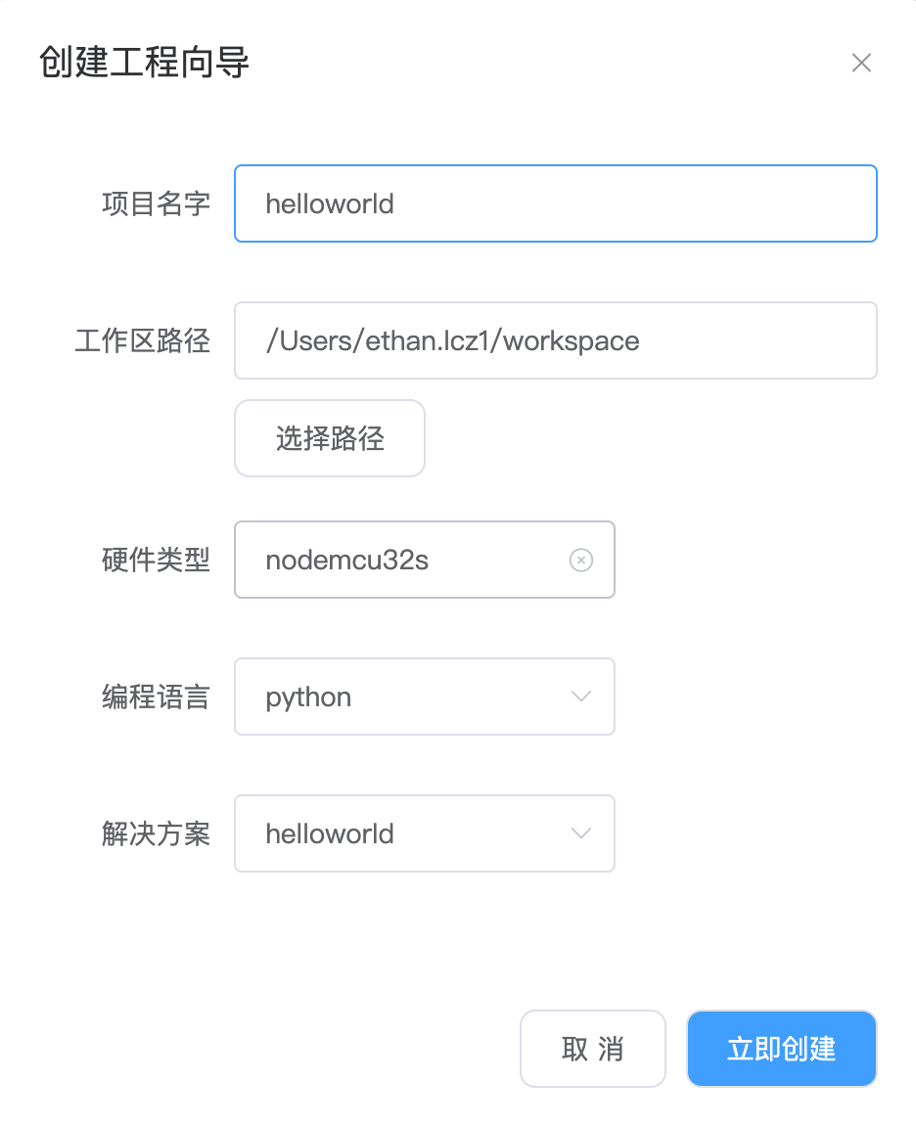 创建工程向导
项目名字 helloworld
工作区路径 /Users/ethan.lcz1/workspace
选择路径
硬件类型 nodemcu32s
编程语言 python
解决方案 helloworld
取 消 立即创建